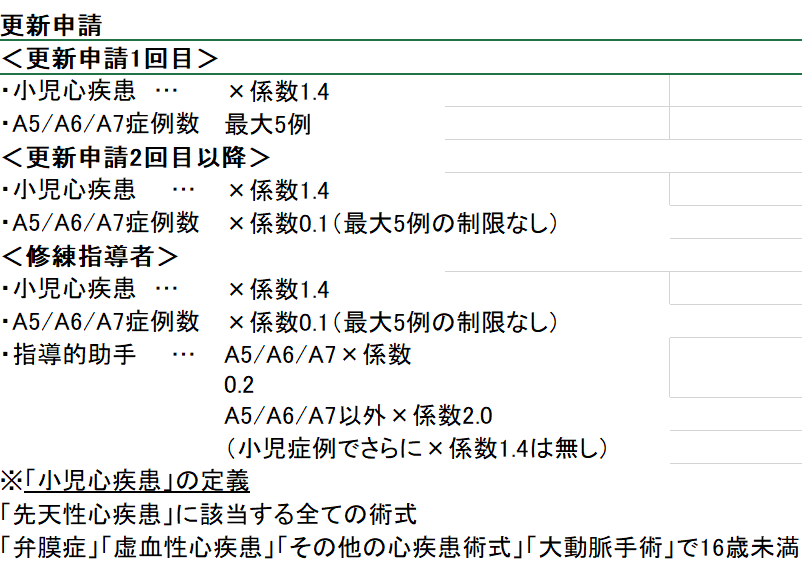 更新申請
＜更新申請1回目＞
・小児心疾患　…　×係数1.4
・A5/A6/A7症例数　最大5例
＜更新申請2回目以降＞
・小児心疾患　…　×係数1.4
・A5/A6/A7症例数　×係数0.1（最大5例の制限なし）
＜修練指導者＞
・小児心疾患　…　×係数1.4
・A5/A6/A7症例数　×係数0.1（最大5例の制限なし）
・指導的助手　…　A5/A6/A7×係数
0.2
A5/A6/A7以外×係数2.0
（小児症例でさらに×係数1.4は無し）
※「小児心疾患」の定義
「先天性心疾患」に該当する全ての術式
「弁膜症」「虚血性心疾患」「その他の心疾患術式」「大動脈手術」で16歳未満